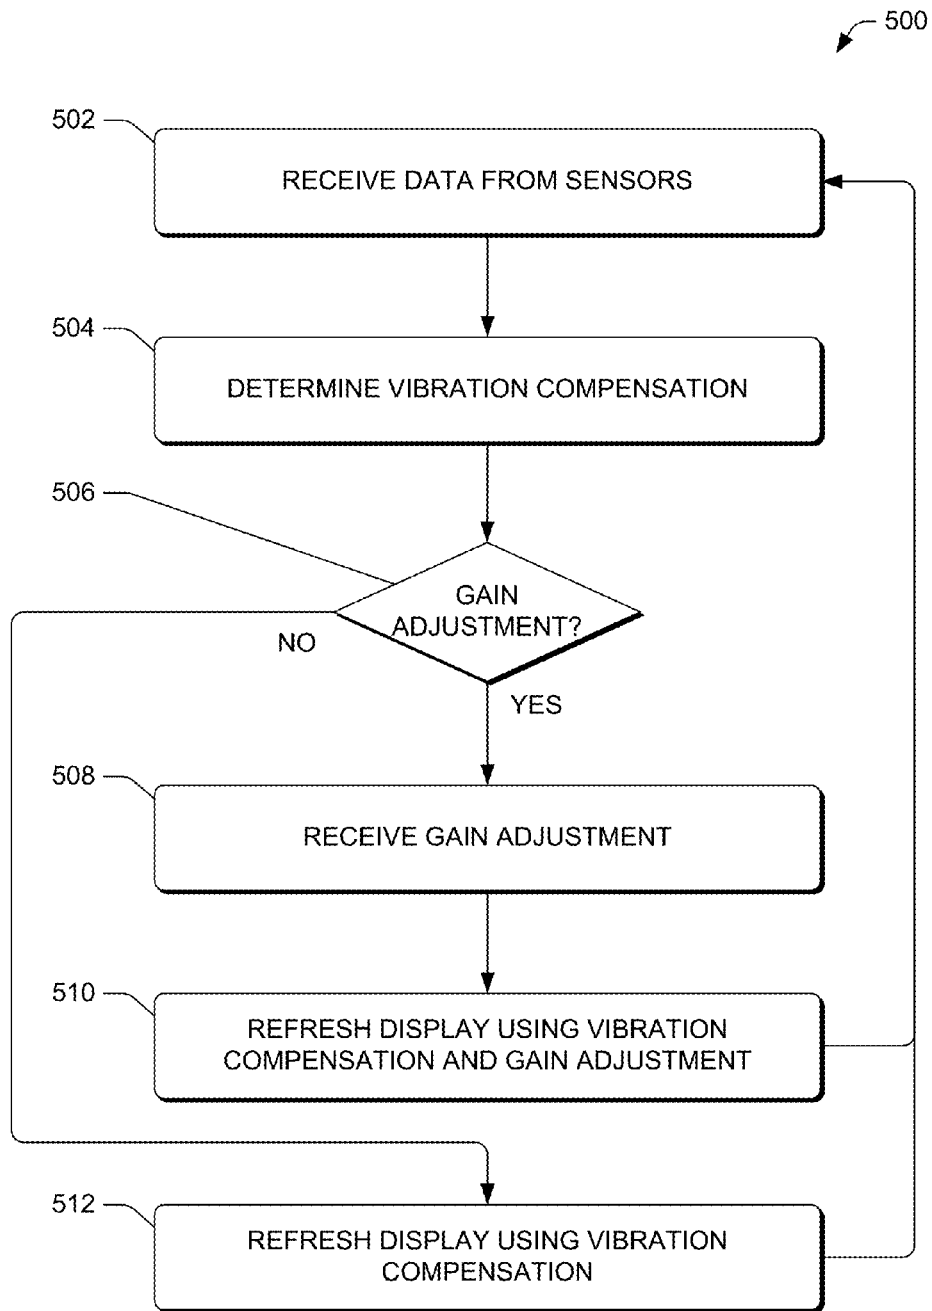 500
502
RECEIVE DATA FROM SENSORS
504
DETERMINE VIBRATION COMPENSATION
506
GAIN
ADJUSTMENT?
NO
YES
508
RECEIVE GAIN ADJUSTMENT
510
REFRESH DISPLAY USING VIBRATION
COMPENSATION AND GAIN ADJUSTMENT
512
REFRESH DISPLAY USING VIBRATION
COMPENSATION